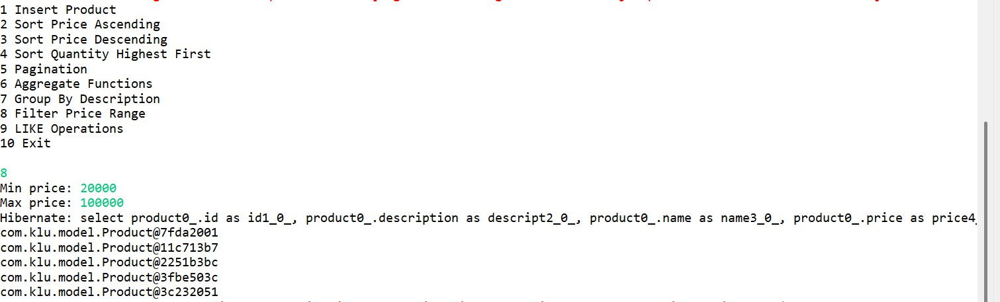 1 Insert Product
2 Sort Price Ascending
3 Sort Price Descending
4 Sort Quantity Highest First
5 Pagination
6 Aggregate Functions
7 Group By Description
8 Filter Price Range
9 LIKE Operations
10 Exit
8
Min price: 20000
Max price: 100000
Hibernate: select product0_.id as id1_0_, product0_.description as descript2_0_, product0_.name as name3_0_, product0_.price as price4_
com.klu.model.Product@7fda2001
com.klu.model.Product@11c713b7
com.klu.model.Product@2251b3bc
com.klu.model.Product@3fbe503c
com.klu.model.Product@3c232051